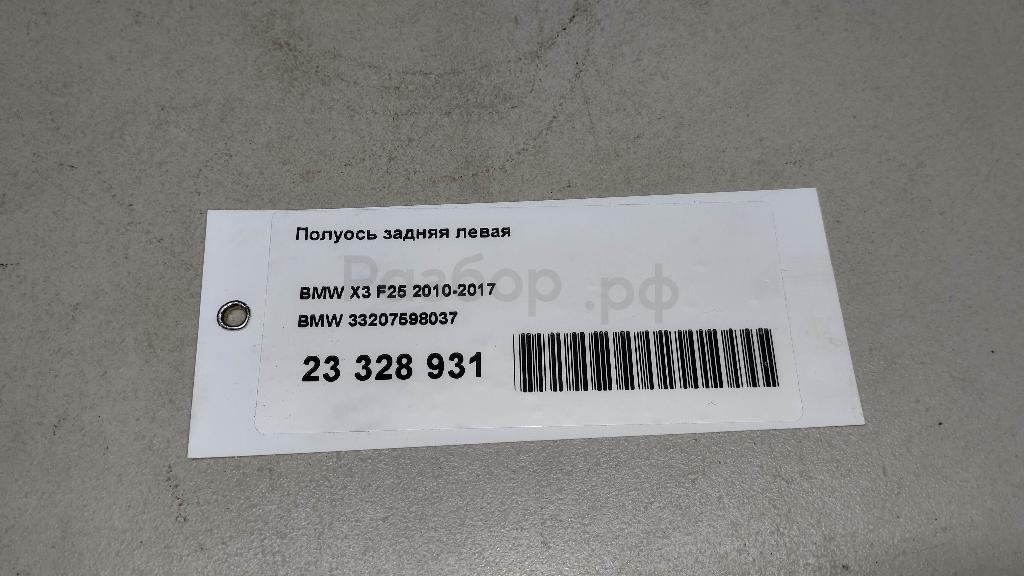 Полуось задняя левая
Разбор.рф
BMW X3 F25 2010-2017
BMW 33207598037
23 328 931